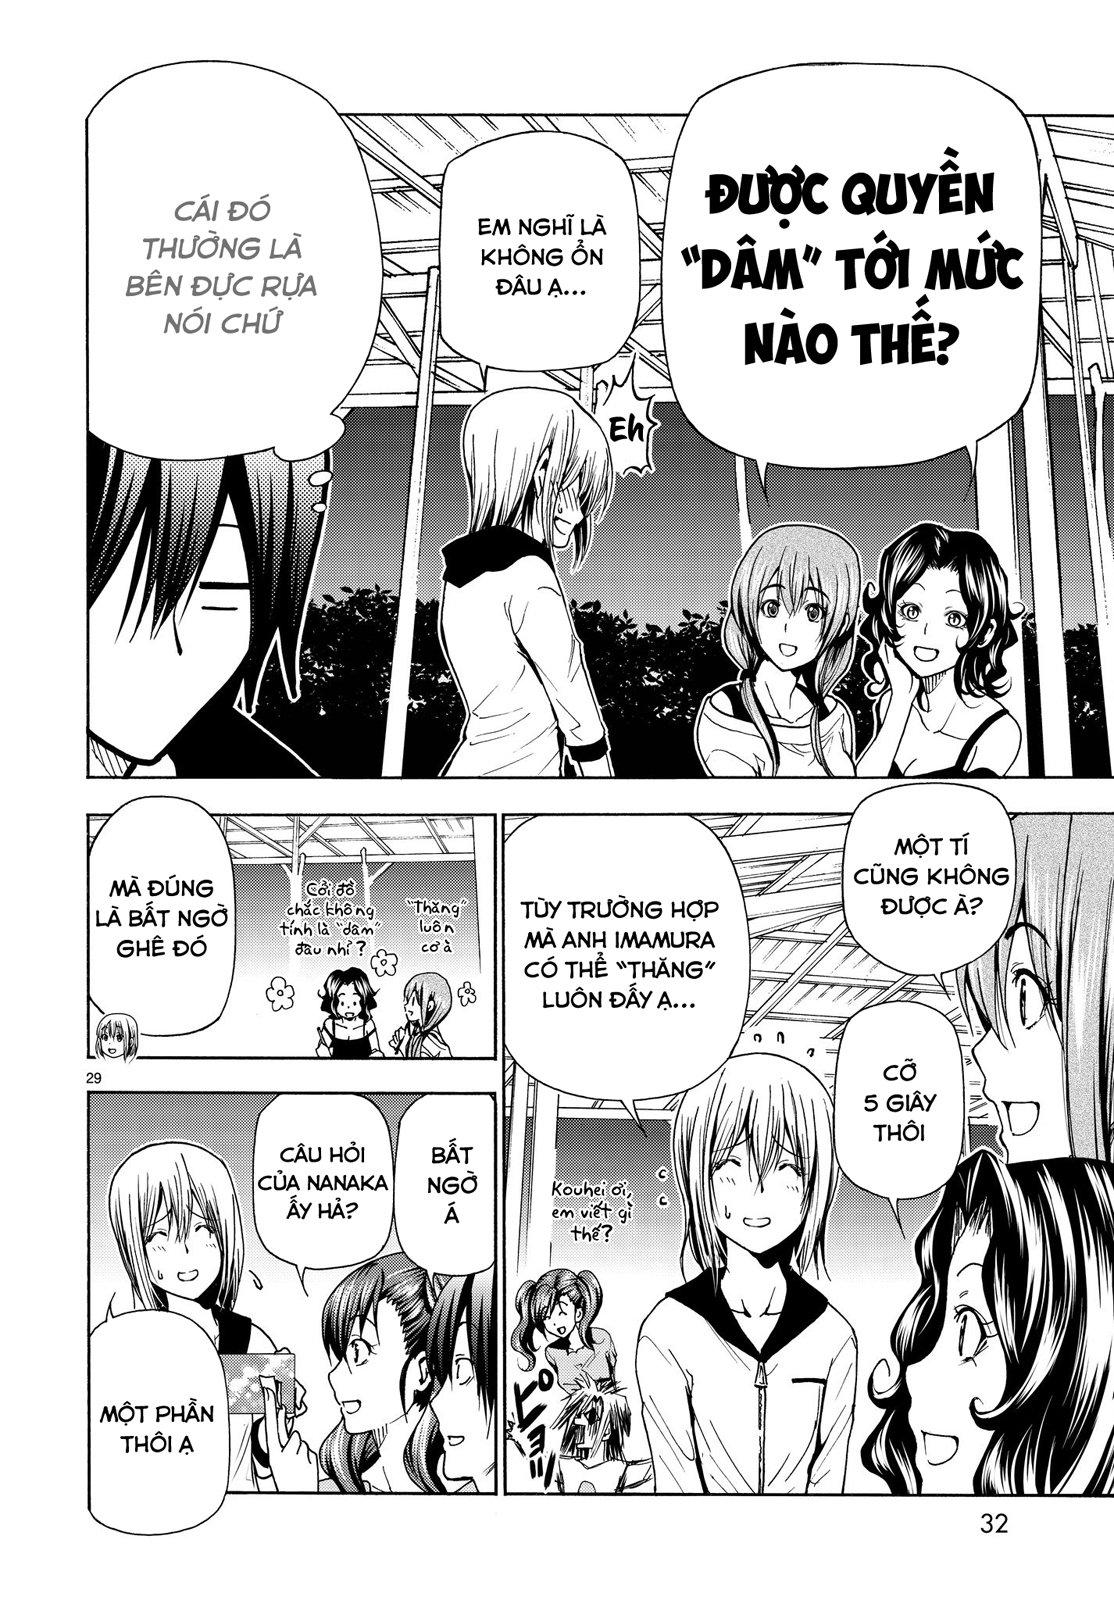 ĐƯỢC QUYỀN
"DÂM" TỚI MỨC
NÀO THẾ?
Eh
EM NGHĨ LÀ
KHÔNG ỔN
ĐÂU Ạ...
CÁI ĐÓ
THƯỜNG LÀ
BÊN ĐỰC RỰA
NÓI CHỨ
MỘT TÍ
CŨNG KHÔNG
ĐƯỢC À?
CỠ
5 GIÂY
THÔI
TÙY TRƯỜNG HỢP
MÀ ANH IMAMURA
CÓ THỂ "THĂNG"
LUÔN ĐẤY Ạ...
Kouhei ơi,
em viết gì
thế?
ピョピョ
"Thăng"
luôn
cơ à
Cởi đồ
chắc không
tính là "dâm"
đâu nhỉ?
MÀ ĐÚNG
LÀ BẤT NGỜ
GHÊ ĐÓ
29
BẤT
NGỜ
Á
CÂU HỎI
CỦA NANAKA
ẤY HẢ?
MỘT PHẦN
THÔI Ạ
32